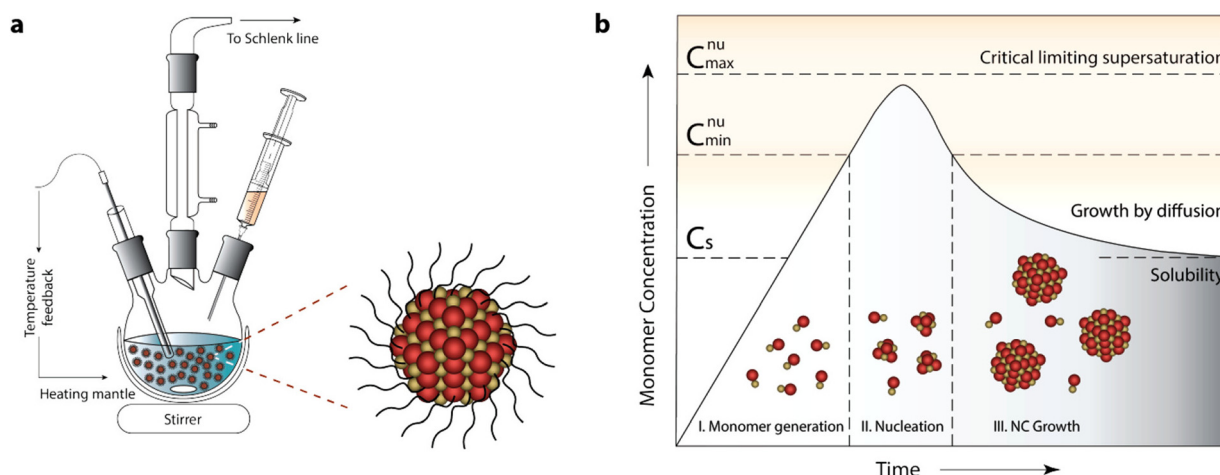 a
To Schlenk line
Temperature
feedback
Heating mantle
Stirrer
b
Monomer Concentration
C nu max
Critical limiting supersaturation
C nu min
Growth by diffusion
Cs
Solubility
I. Monomer generation
II. Nucleation
III. NC Growth
Time